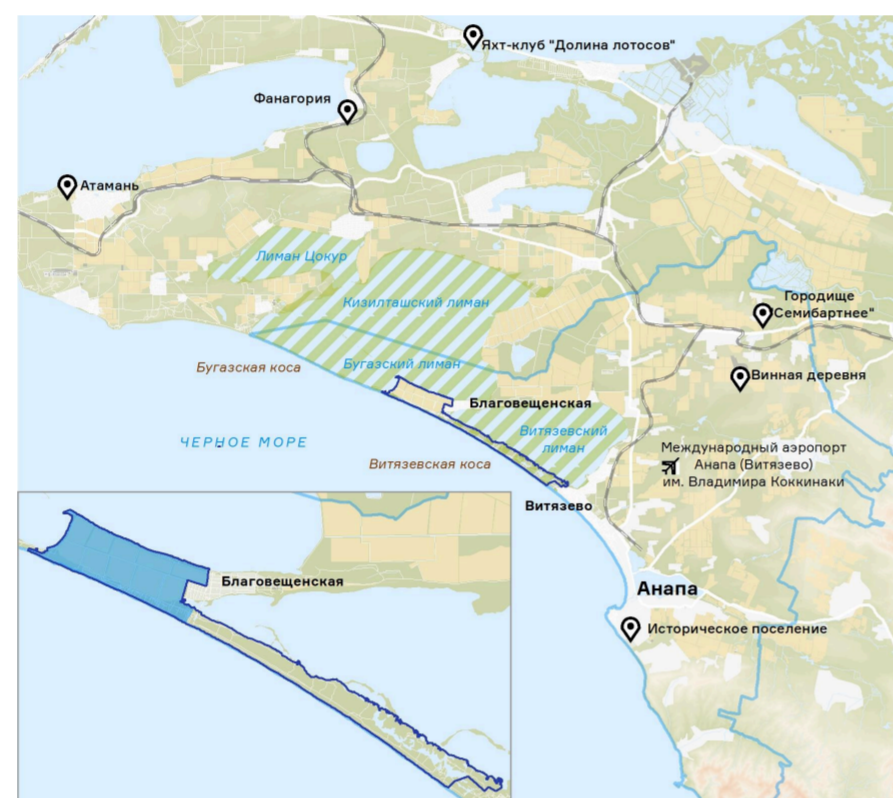 Яхт-клуб "Долина лотосов"
Фанагория
Атамань
Лиман Цокур
Кизилташский лиман
Городище
"Семибартнее"
Бугазская коса
Бугазский лиман
Винная деревня
Благовещенская
Витязевский
лиман
ЧЕРНОЕ МОРЕ
Витязевская коса
Международный аэропорт
Анапа (Витязево)
им. Владимира Коккинаки
Витязево
Благовещенская
Анапа
Историческое поселение